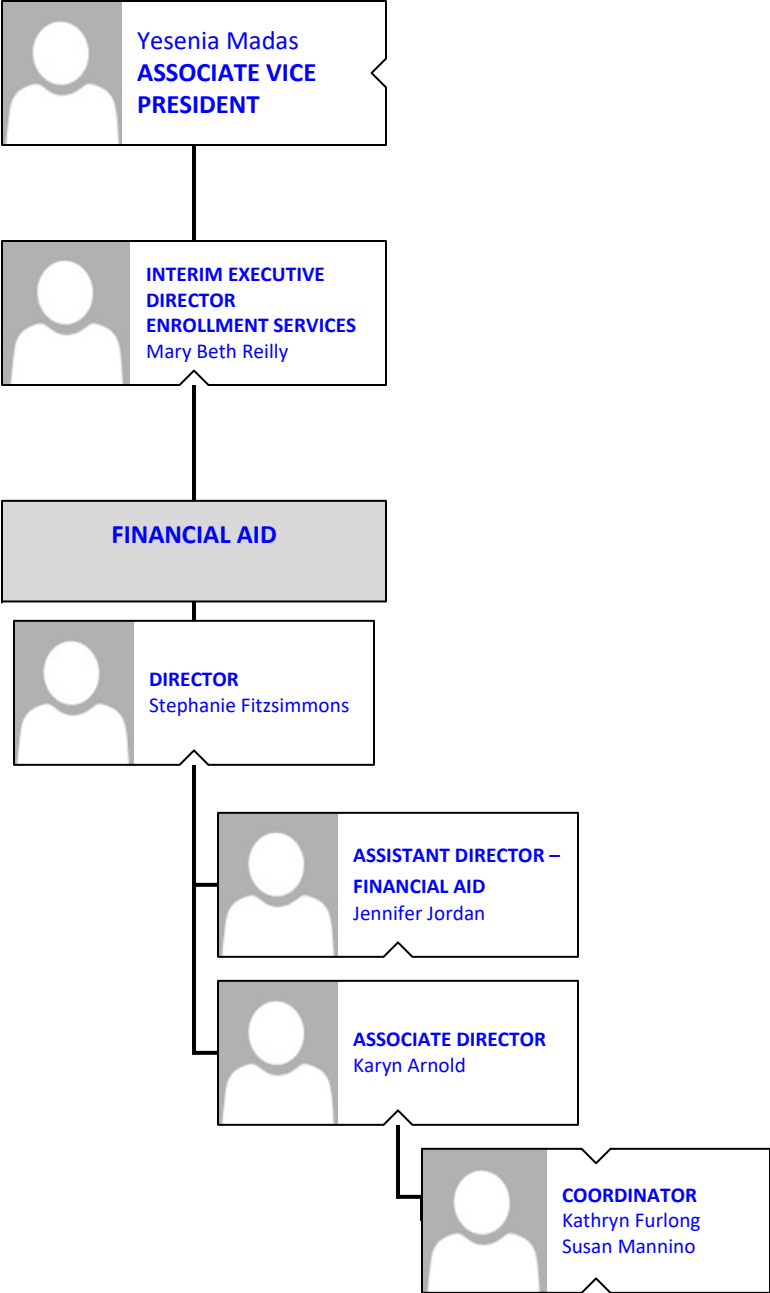 Yesenia Madas
ASSOCIATE VICE
PRESIDENT
INTERIM EXECUTIVE
DIRECTOR
ENROLLMENT SERVICES
Mary Beth Reilly
FINANCIAL AID
DIRECTOR
Stephanie Fitzsimmons
ASSISTANT DIRECTOR –
FINANCIAL AID
Jennifer Jordan
ASSOCIATE DIRECTOR
Karyn Arnold
COORDINATOR
Kathryn Furlong
Susan Mannino